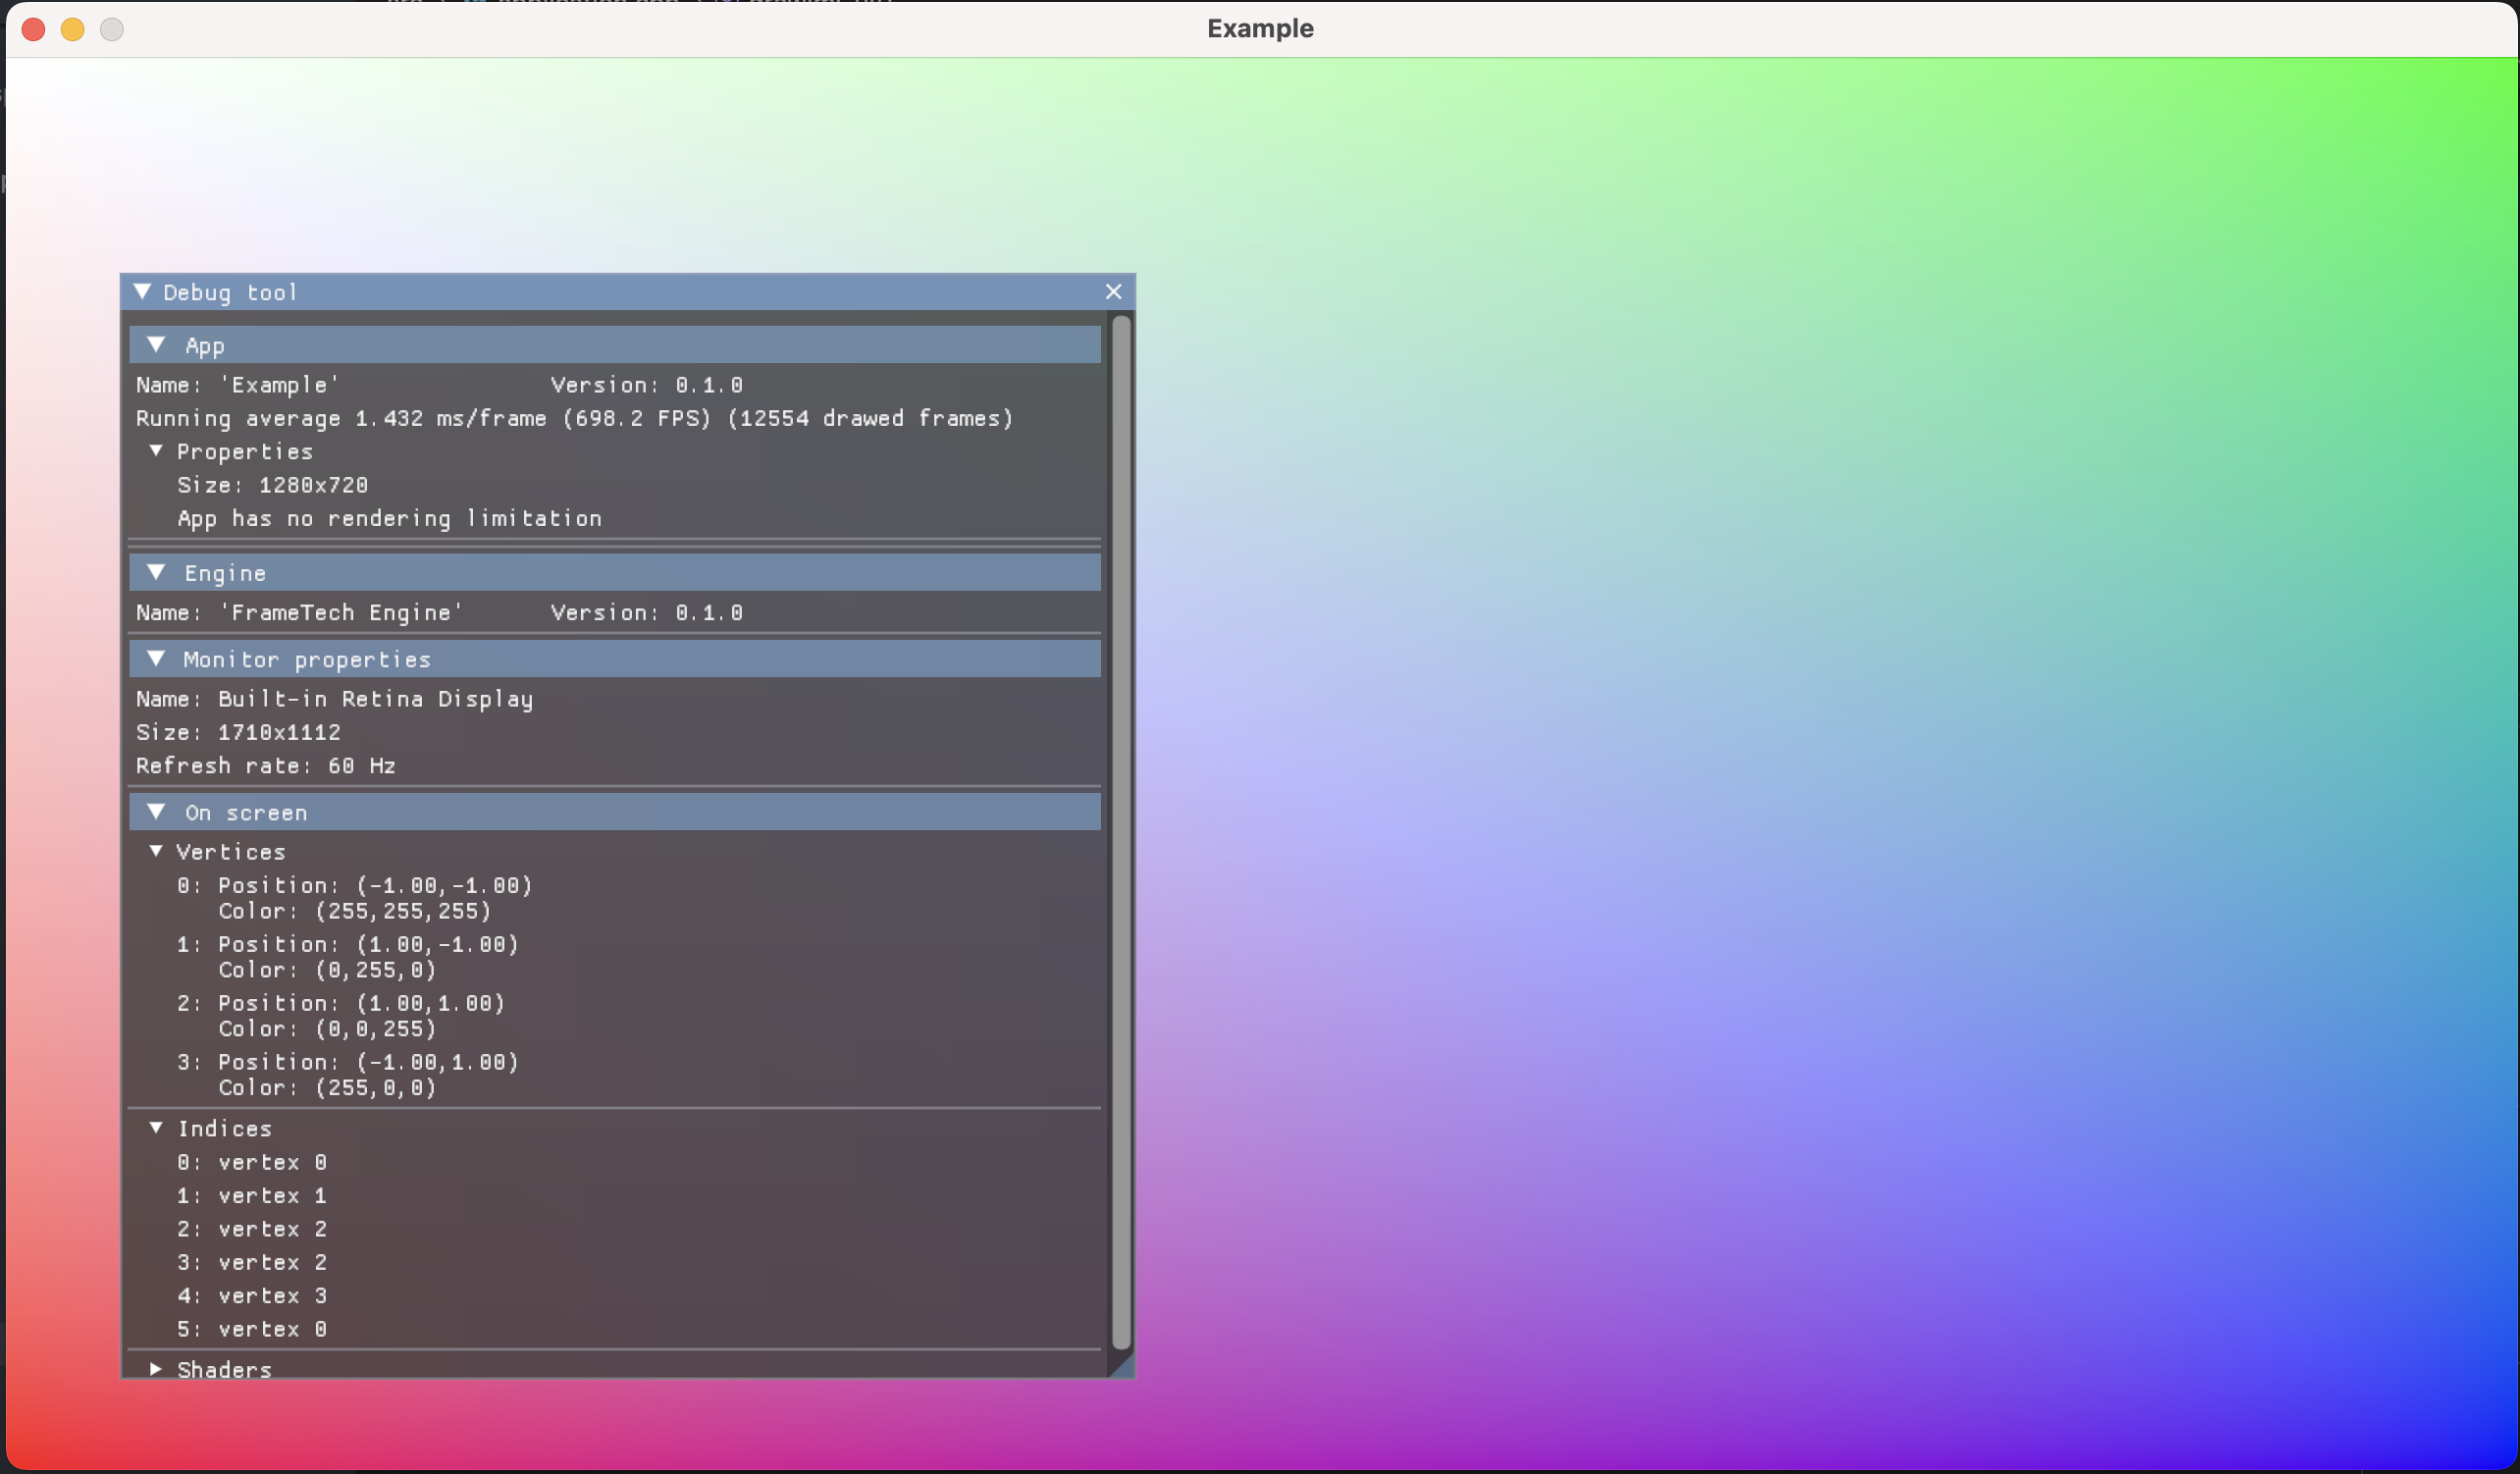 Example
Debug tool
App
Name: 'Example' Version: 0.1.0
Running average 1.432 ms/frame (698.2 FPS) (12554 drawed frames)
Properties
Size: 1280x720
App has no rendering limitation
Engine
Name: 'FrameTech Engine' Version: 0.1.0
Monitor properties
Name: Built-in Retina Display
Size: 1710x1112
Refresh rate: 60 Hz
On screen
Vertices
0: Position: (-1.00,-1.00)
Color: (255,255,255)
1: Position: (1.00,-1.00)
Color: (0,255,0)
2: Position: (1.00,1.00)
Color: (0,0,255)
3: Position: (-1.00,1.00)
Color: (255,0,0)
Indices
0: vertex 0
1: vertex 1
2: vertex 2
3: vertex 2
4: vertex 3
5: vertex 0
Shaders